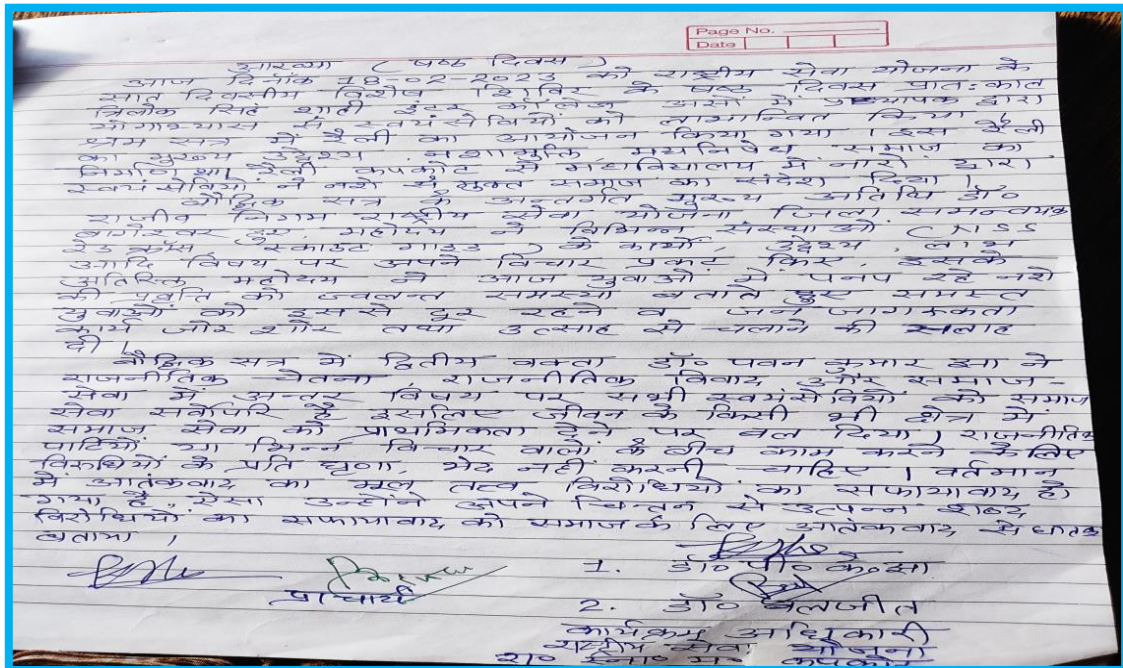 Page No.
Date
आख्या ( षष्ठ दिवस )
आज दिनांक 18-02-2023 को राष्ट्रीय सेवा योजना के
सात दिवसीय विशेष शिविर के षष्ठ दिवस प्रातः काल
त्रिलोक सिंह शाही इंटर कॉलेज असों में प्राध्यापक द्वारा
योगाभ्यास से स्वयंसेवियों को लाभान्वित किया।
श्रम सत्र में रैली का आयोजन किया गया । इस रैली
का मुख्य उद्देश्य नशामुक्ति, मद्यनिषेध समाज का
निर्माण था। रैली कपकोट से महाविद्यालय में नारों द्वारा
स्वयंसेवियों ने नशे से मुक्त समाज का संदेश दिया।
बौद्धिक सत्र के अन्तर्गत मुख्य अतिथि डॉ०
राजीव निगम राष्ट्रीय सेवा योजना जिला समन्वयक
बागेश्वर हुए, महोदय ने विभिन्न संस्थाओं (NSS
रेडक्रॉस, स्काउट गाइड ) के कार्यों, उद्देश्य, लाभ
आदि विषय पर अपने विचार प्रकट किए, इसके
अतिरिक्त महोदय ने आज युवाओं में पनप रहे नशे
की प्रवृत्ति को ज्वलन्त समस्या बताते हुए समस्त
युवाओं को इससे दूर रहने व जन जागरूकता
कार्य जोर शोर तथा उत्साह से चलाने की सलाह
दी।
बौद्धिक सत्र में द्वितीय वक्ता डॉ० पवन कुमार झा ने
राजनीतिक चेतना, राजनीतिक विवाद और समाज-
सेवा में अन्तर विषय पर सभी स्वयंसेवियों को समाज
सेवा सर्वोपरि है इसलिए जीवन के किसी भी क्षेत्र में
समाज सेवा को प्राथमिकता देने पर बल दिया। राजनीतिक
पार्टियों या भिन्न विचार वालों के बीच काम करने के लिए
विरुधियों के प्रति घृणा, भेद नहीं करनी चाहिए। वर्तमान
में आतंकवाद का मूल तत्व विरोधियों का सफायावाद हो
गया है, ऐसा उन्होंने अपने चिन्तन से उत्पन्न शब्द
विरोधियों का सफायावाद को समाज के लिए आतंकवाद से घातक
बताया ।
1. डॉ० पी० के० झा
प्राचार्य
2. डॉ० बलजीत
कार्यक्रम अधिकारी
राष्ट्रीय सेवा योजना
रा० स्ना० म० कपकोट